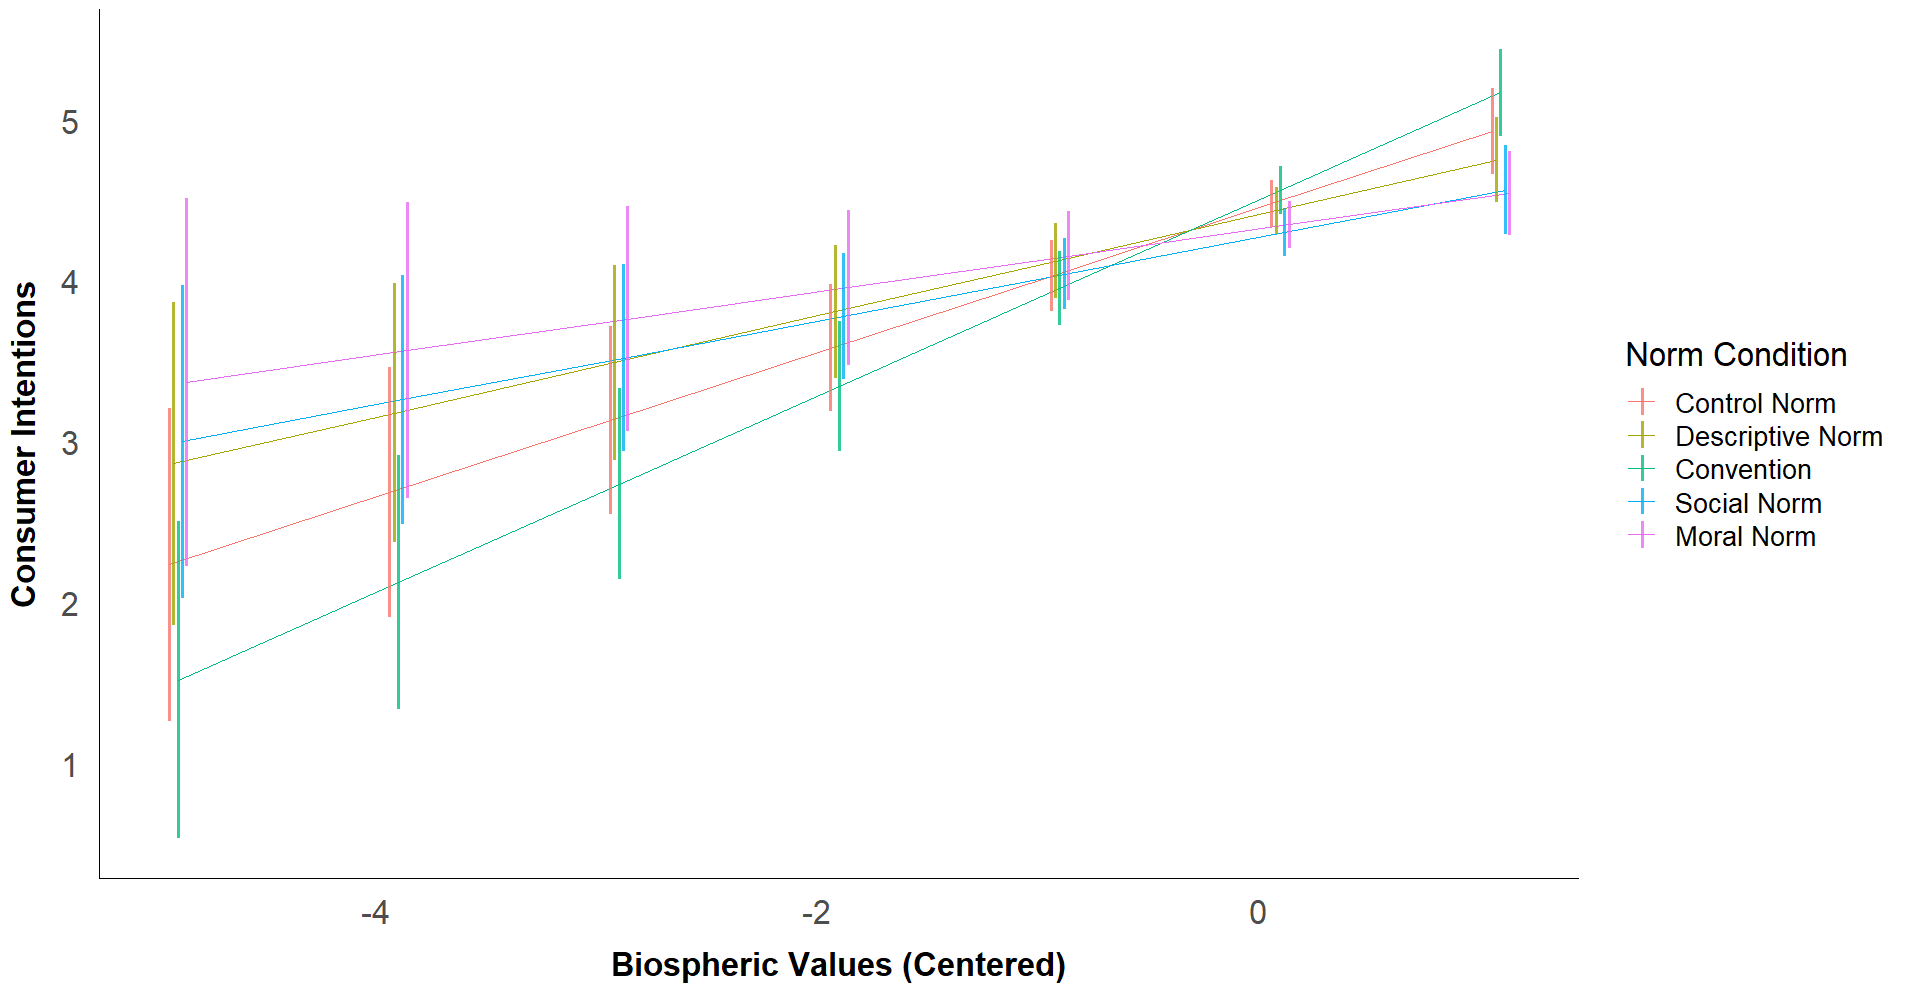 5
4
3
2
1
Consumer Intentions
-4
-2
0
Biospheric Values (Centered)
Norm Condition
Control Norm
Descriptive Norm
Convention
Social Norm
Moral Norm